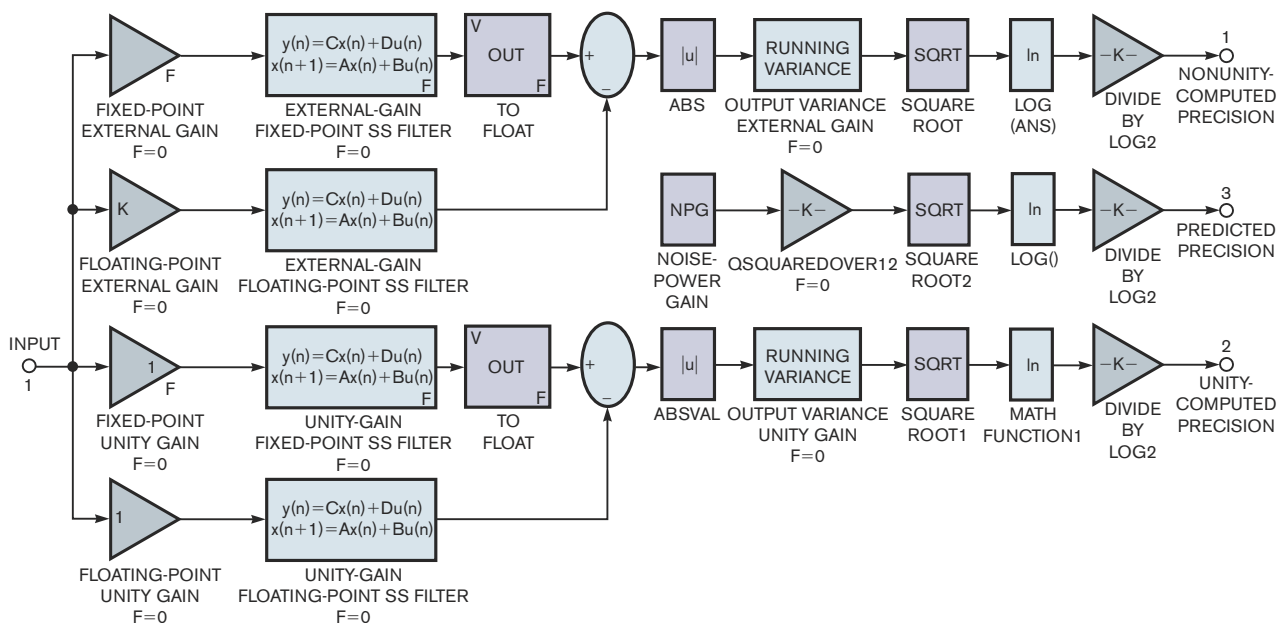 F
FIXED-POINT
EXTERNAL GAIN
F=0
y(n)=Cx(n)+Du(n)
x(n+1)=Ax(n)+Bu(n)
F
EXTERNAL-GAIN
FIXED-POINT SS FILTER
F=0
V
OUT
F
TO
FLOAT
+
−
|u|
ABS
RUNNING
VARIANCE
OUTPUT VARIANCE
EXTERNAL GAIN
F=0
SQRT
SQUARE
ROOT
ln
LOG
(ANS)
−K−
DIVIDE
BY
LOG2
1
NONUNITY-
COMPUTED
PRECISION
K
FLOATING-POINT
EXTERNAL GAIN
F=0
y(n)=Cx(n)+Du(n)
x(n+1)=Ax(n)+Bu(n)
EXTERNAL-GAIN
FLOATING-POINT SS FILTER
F=0
NPG
NOISE-
POWER
GAIN
−K−
QSQUAREDOVER12
F=0
SQRT
SQUARE
ROOT2
ln
LOG()
−K−
DIVIDE
BY
LOG2
3
PREDICTED
PRECISION
INPUT
1
1
F
FIXED-POINT
UNITY GAIN
F=0
y(n)=Cx(n)+Du(n)
x(n+1)=Ax(n)+Bu(n)
F
UNITY-GAIN
FIXED-POINT SS FILTER
F=0
V
OUT
F
TO
FLOAT
+
−
|u|
ABSVAL
RUNNING
VARIANCE
OUTPUT VARIANCE
UNITY GAIN
F=0
SQRT
SQUARE
ROOT1
ln
MATH
FUNCTION1
−K−
DIVIDE
BY
LOG2
2
UNITY-
COMPUTED
PRECISION
1
FLOATING-POINT
UNITY GAIN
F=0
y(n)=Cx(n)+Du(n)
x(n+1)=Ax(n)+Bu(n)
UNITY-GAIN
FLOATING-POINT SS FILTER
F=0